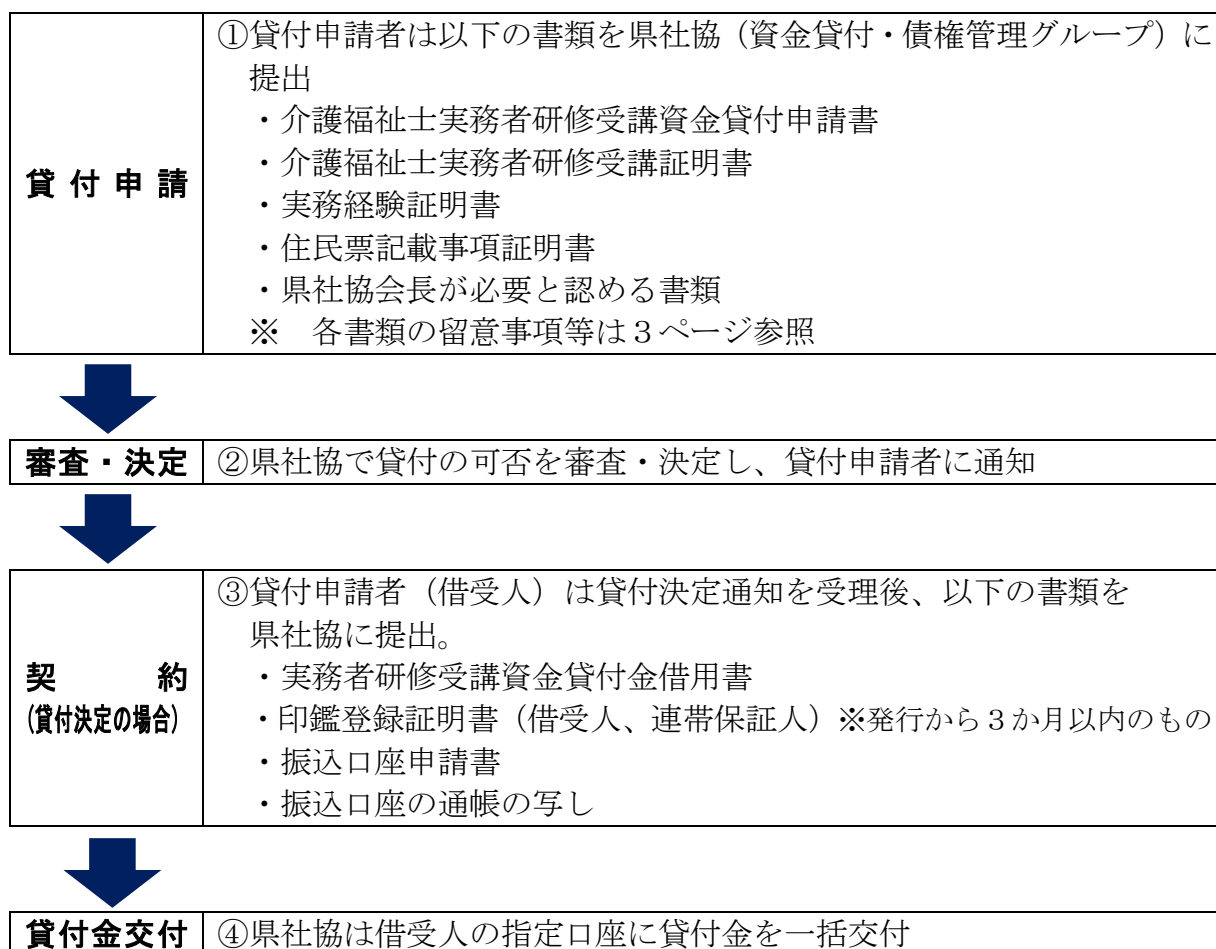 貸付申請
①貸付申請者は以下の書類を県社協（資金貸付・債権管理グループ）に
提出
・介護福祉士実務者研修受講資金貸付申請書
・介護福祉士実務者研修受講証明書
・実務経験証明書
・住民票記載事項証明書
・県社協会長が必要と認める書類
※　各書類の留意事項等は３ページ参照
審査・決定
②県社協で貸付の可否を審査・決定し、貸付申請者に通知
契約
(貸付決定の場合)
③貸付申請者（借受人）は貸付決定通知を受理後、以下の書類を
県社協に提出。
・実務者研修受講資金貸付金借用書
・印鑑登録証明書（借受人、連帯保証人）※発行から３か月以内のもの
・振込口座申請書
・振込口座の通帳の写し
貸付金交付
④県社協は借受人の指定口座に貸付金を一括交付